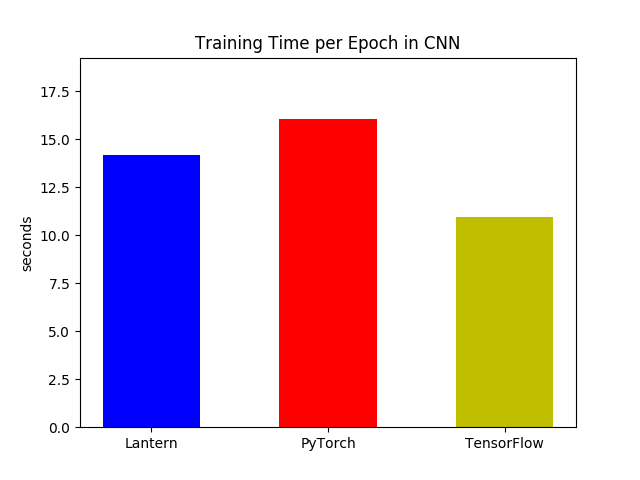 Training Time per Epoch in CNN
17.5
15.0
12.5
10.0
7.5
5.0
2.5
0.0
seconds
Lantern PyTorch TensorFlow